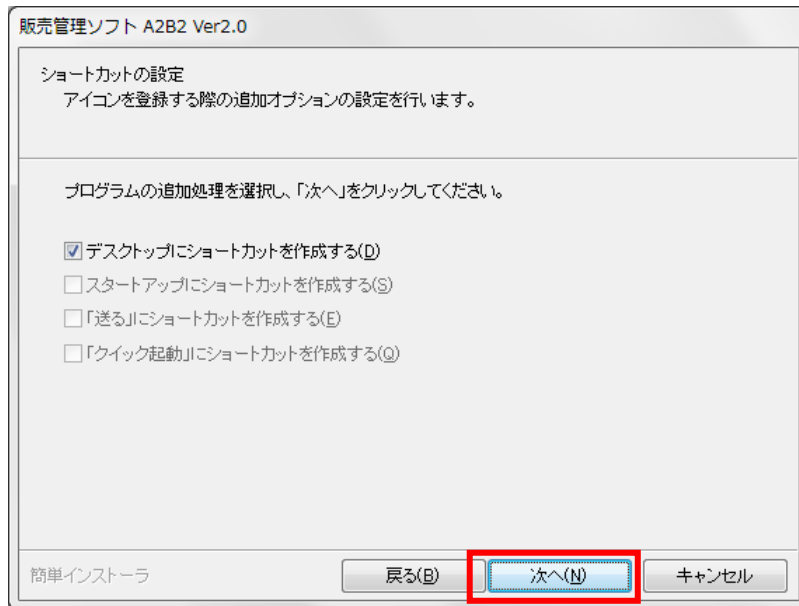 販売管理ソフト A2B2 Ver2.0
ショートカットの設定
アイコンを登録する際の追加オプションの設定を行います。
プログラムの追加処理を選択し、「次へ」をクリックしてください。
デスクトップにショートカットを作成する(D)
スタートアップにショートカットを作成する(S)
「送る」にショートカットを作成する(E)
「クイック起動」にショートカットを作成する(Q)
簡単インストーラ 戻る(B) 次へ(N) キャンセル